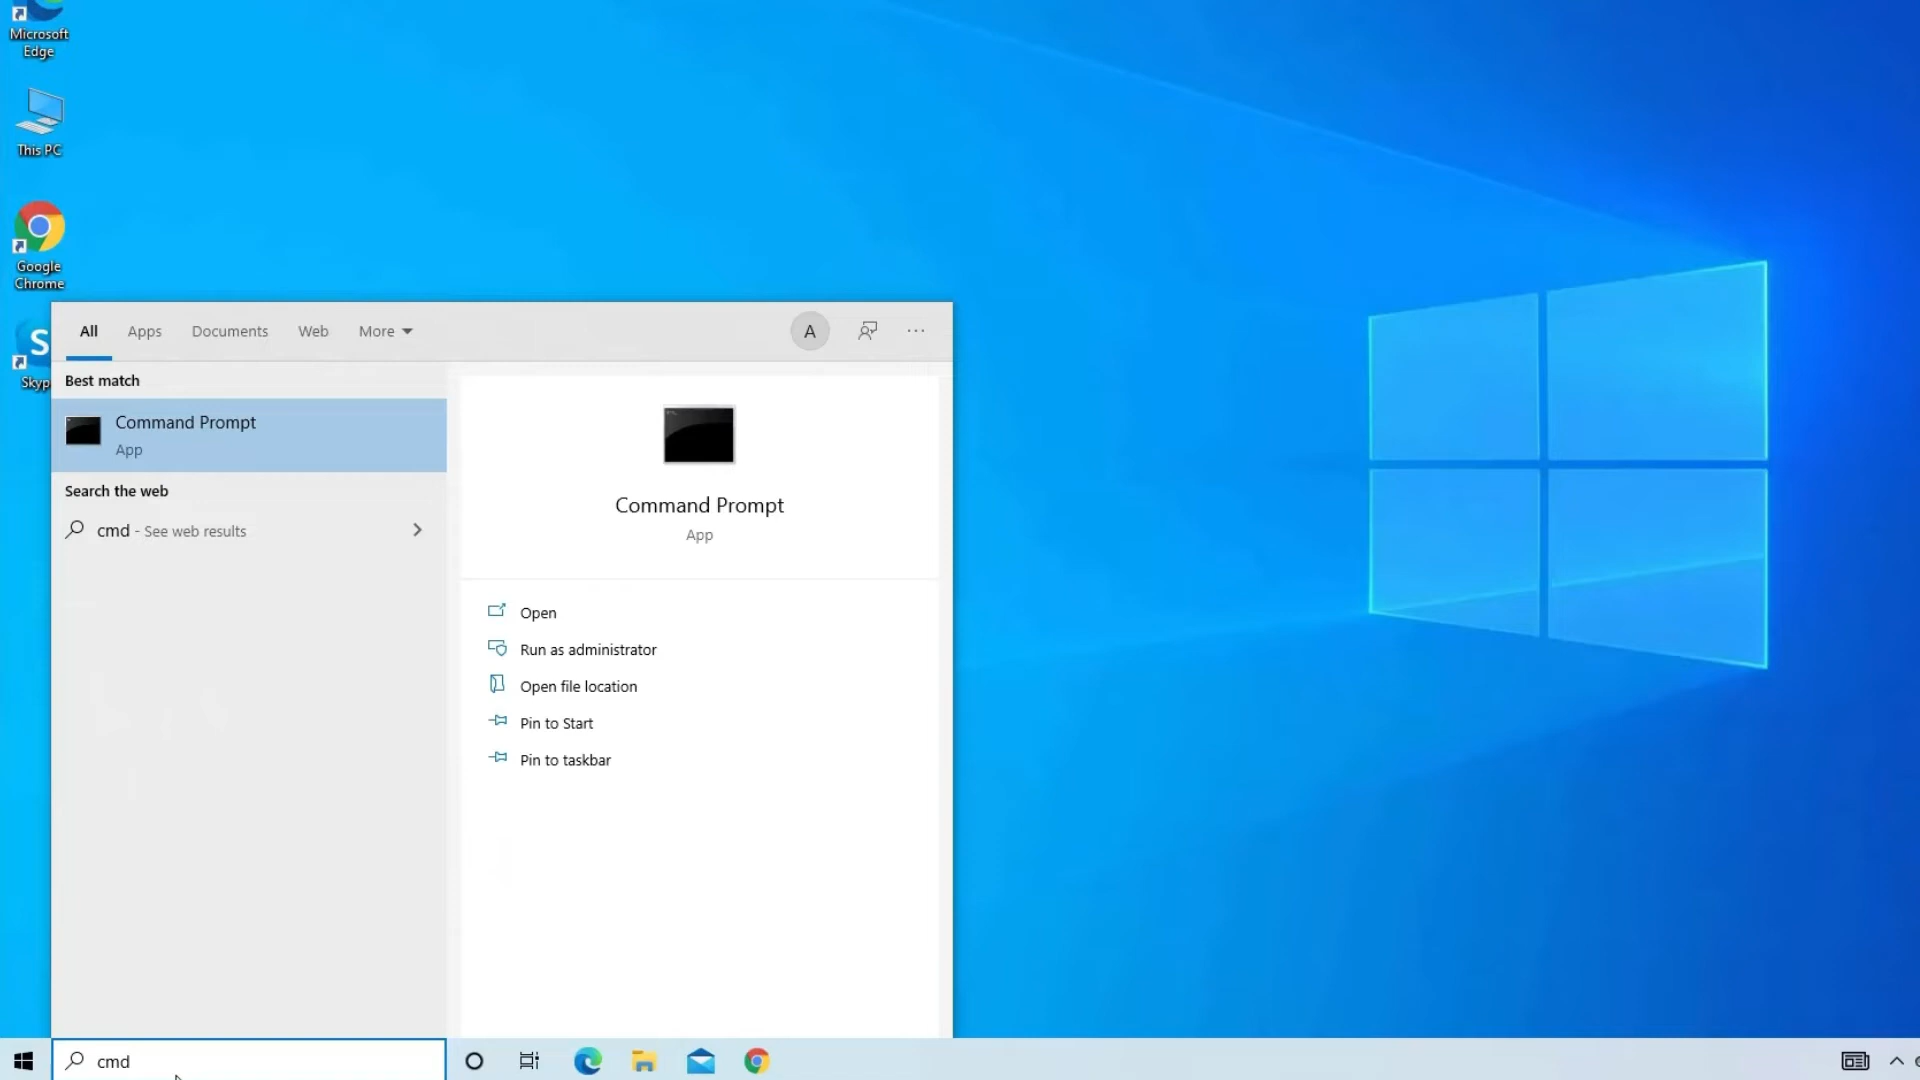 Microsoft
Edge
This PC
Google
Chrome
S
Skyp
All Apps Documents Web More A
Best match
Command Prompt
App
Search the web
cmd - See web results
Command Prompt
App
Open
Run as administrator
Open file location
Pin to Start
Pin to taskbar
cmd